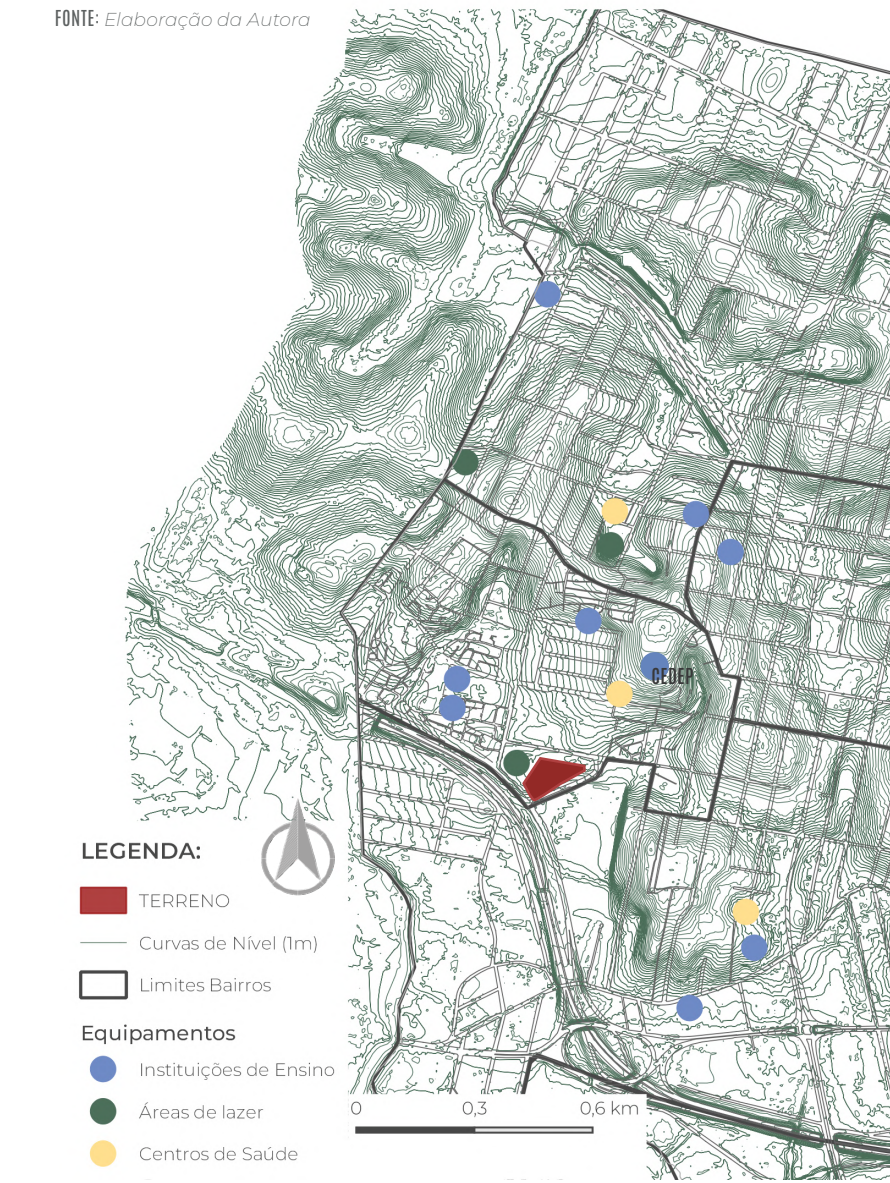 FONTE: Elaboração da Autora
CEDEP
LEGENDA:
TERRENO
Curvas de Nível (1m)
Limites Bairros
Equipamentos
Instituições de Ensino
Áreas de lazer
Centros de Saúde
0 0,3 0,6 km